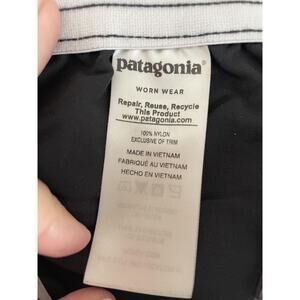 patagonia®
WORN WEAR
Repair, Reuse, Recycle
This Product
www.patagonia.com
100% NYLON
EXCLUSIVE OF TRIM
MADE IN VIETNAM
FABRIQUÉ AU VIETNAM
HECHO EN VIETNAM